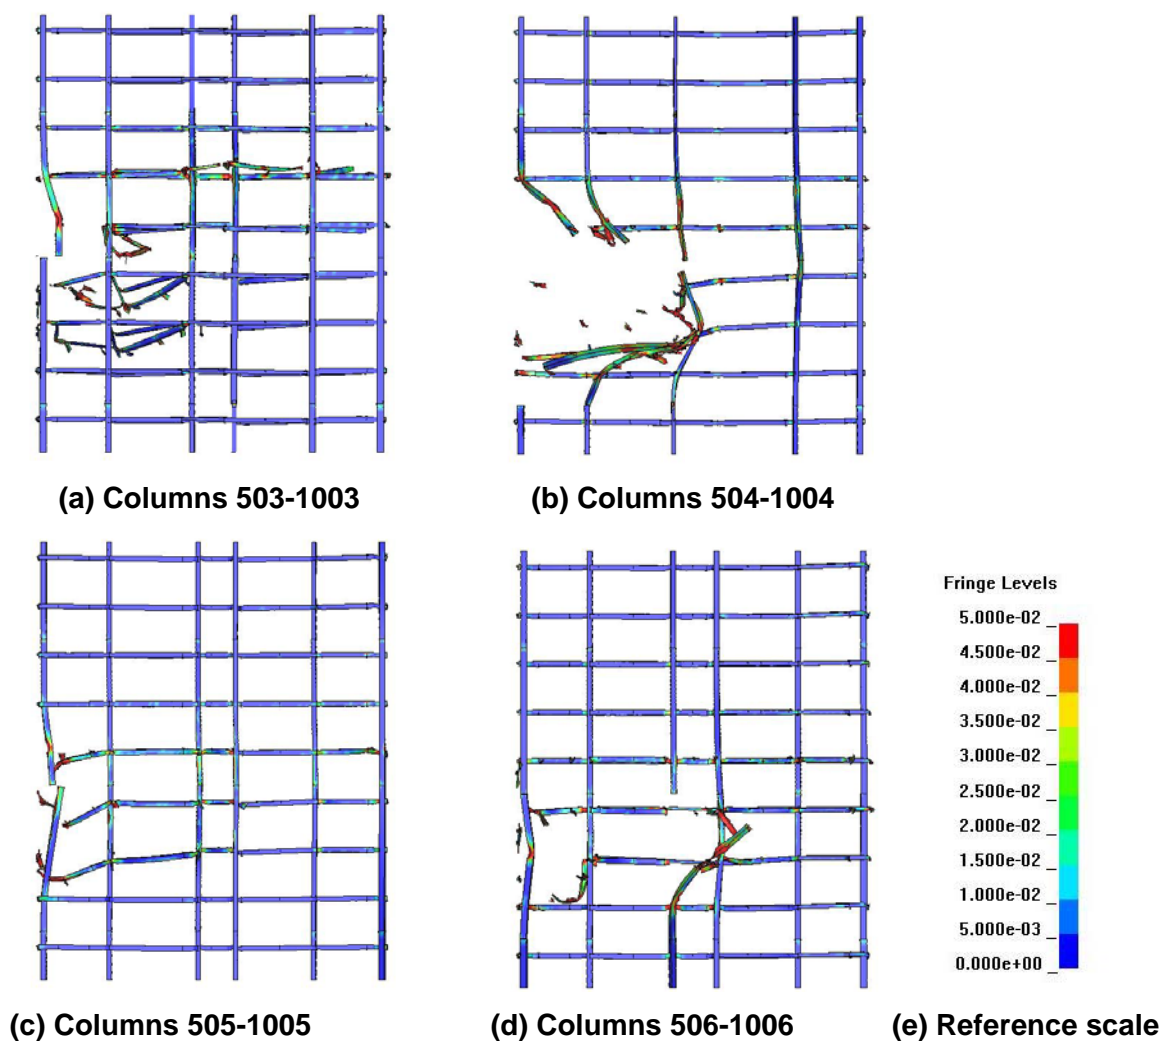 (a) Columns 503-1003
(b) Columns 504-1004
Fringe Levels
5.000e-02
4.500e-02
4.000e-02
3.500e-02
3.000e-02
2.500e-02
2.000e-02
1.500e-02
1.000e-02
5.000e-03
0.000e+00
(c) Columns 505-1005
(d) Columns 506-1006
(e) Reference scale